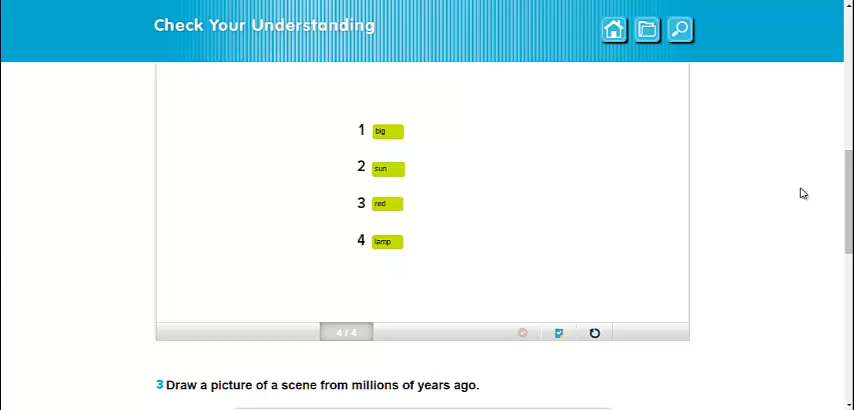 Check Your Understanding
1 big
2 sun
3 red
4 lamp
4 / 4
3 Draw a picture of a scene from millions of years ago.